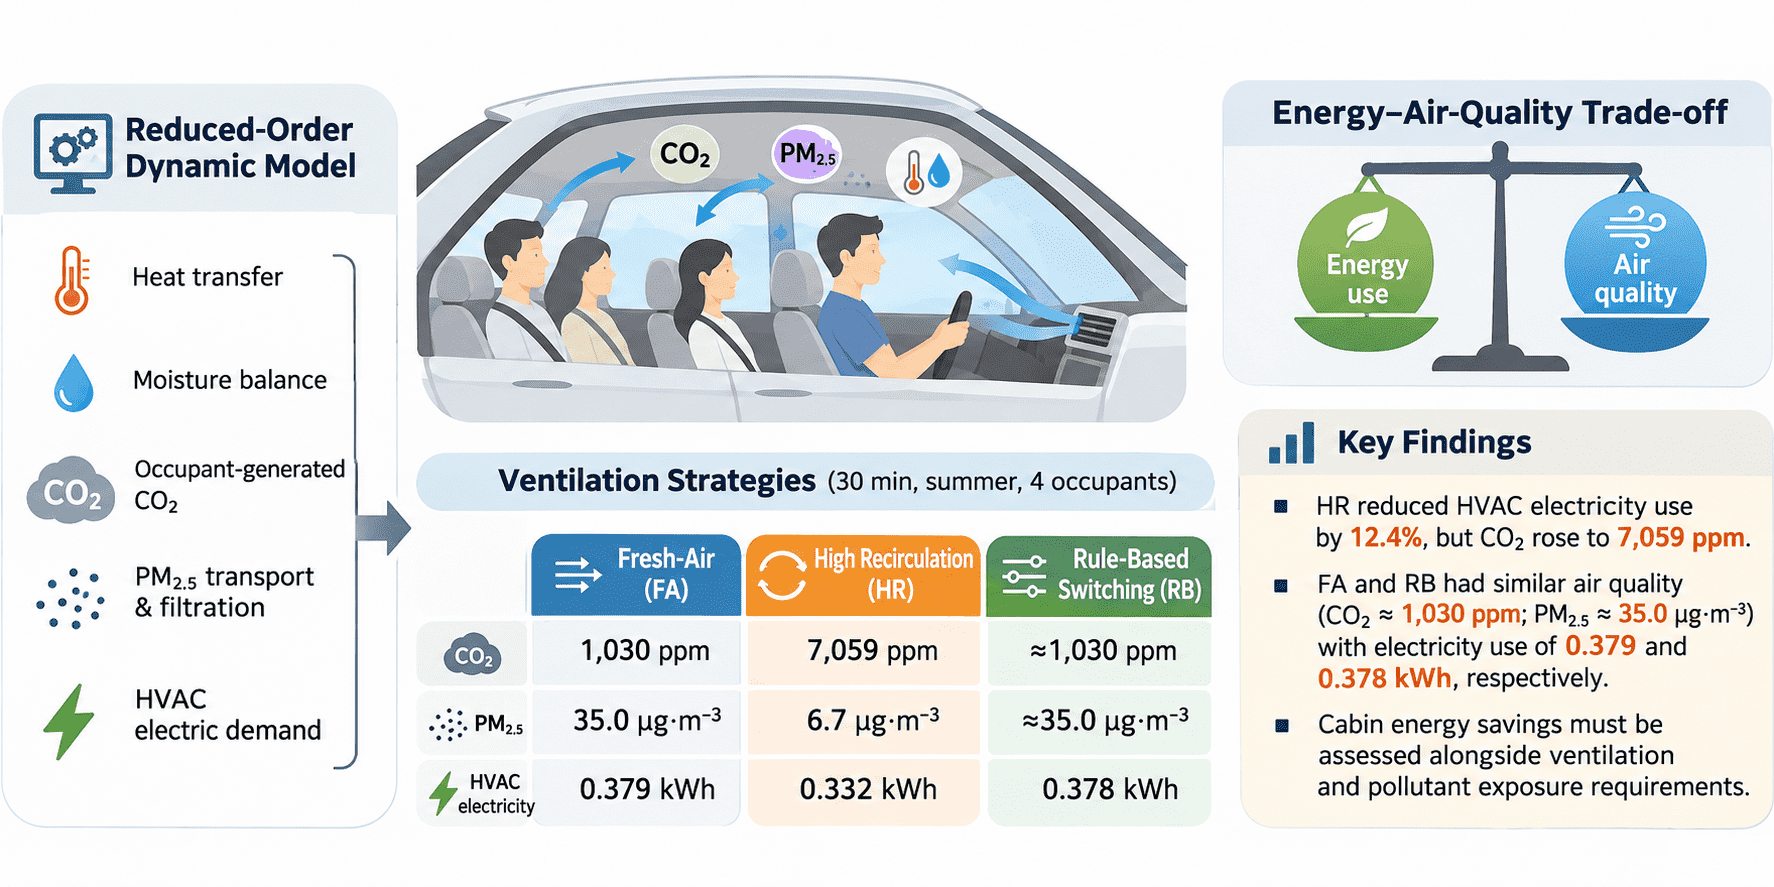 Reduced-Order
Dynamic Model
Heat transfer
Moisture balance
CO₂
Occupant-generated
CO₂
PM₂.₅ transport
& filtration
HVAC
electric demand
CO₂
PM₂.₅
Ventilation Strategies (30 min, summer, 4 occupants)
Fresh-Air
(FA)
High Recirculation
(HR)
Rule-Based
Switching (RB)
CO₂
1,030 ppm
7,059 ppm
≈1,030 ppm
PM₂.₅
35.0 µg·m⁻³
6.7 µg·m⁻³
≈35.0 µg·m⁻³
HVAC
electricity
0.379 kWh
0.332 kWh
0.378 kWh
Energy–Air-Quality Trade-off
Energy
use
Air
quality
Key Findings
▪ HR reduced HVAC electricity use
by 12.4%, but CO₂ rose to 7,059 ppm.
▪ FA and RB had similar air quality
(CO₂ ≈ 1,030 ppm; PM₂.₅ ≈ 35.0 µg·m⁻³)
with electricity use of 0.379 and
0.378 kWh, respectively.
▪ Cabin energy savings must be
assessed alongside ventilation
and pollutant exposure requirements.